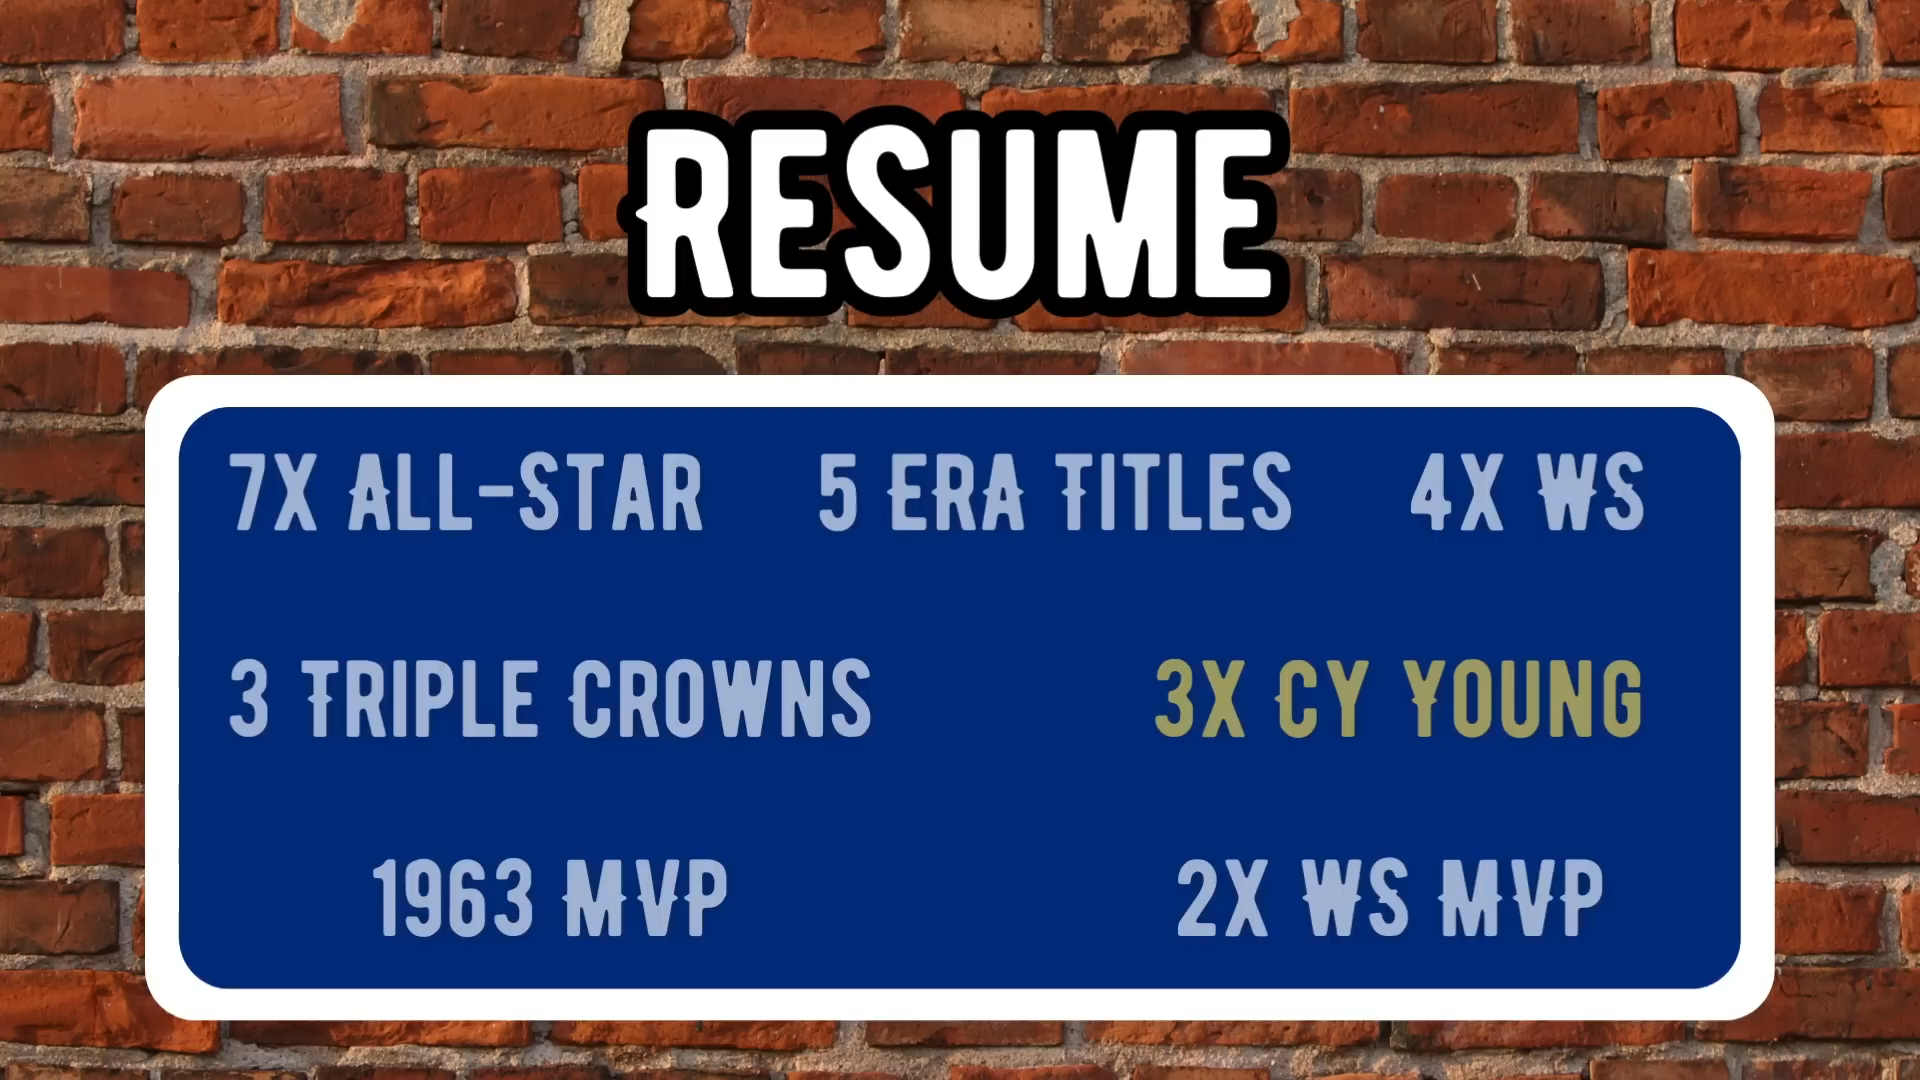 RESUME
7X ALL-STAR 5 ERA TITLES 4X WS
3 TRIPLE CROWNS 3X CY YOUNG
1963 MVP 2X WS MVP